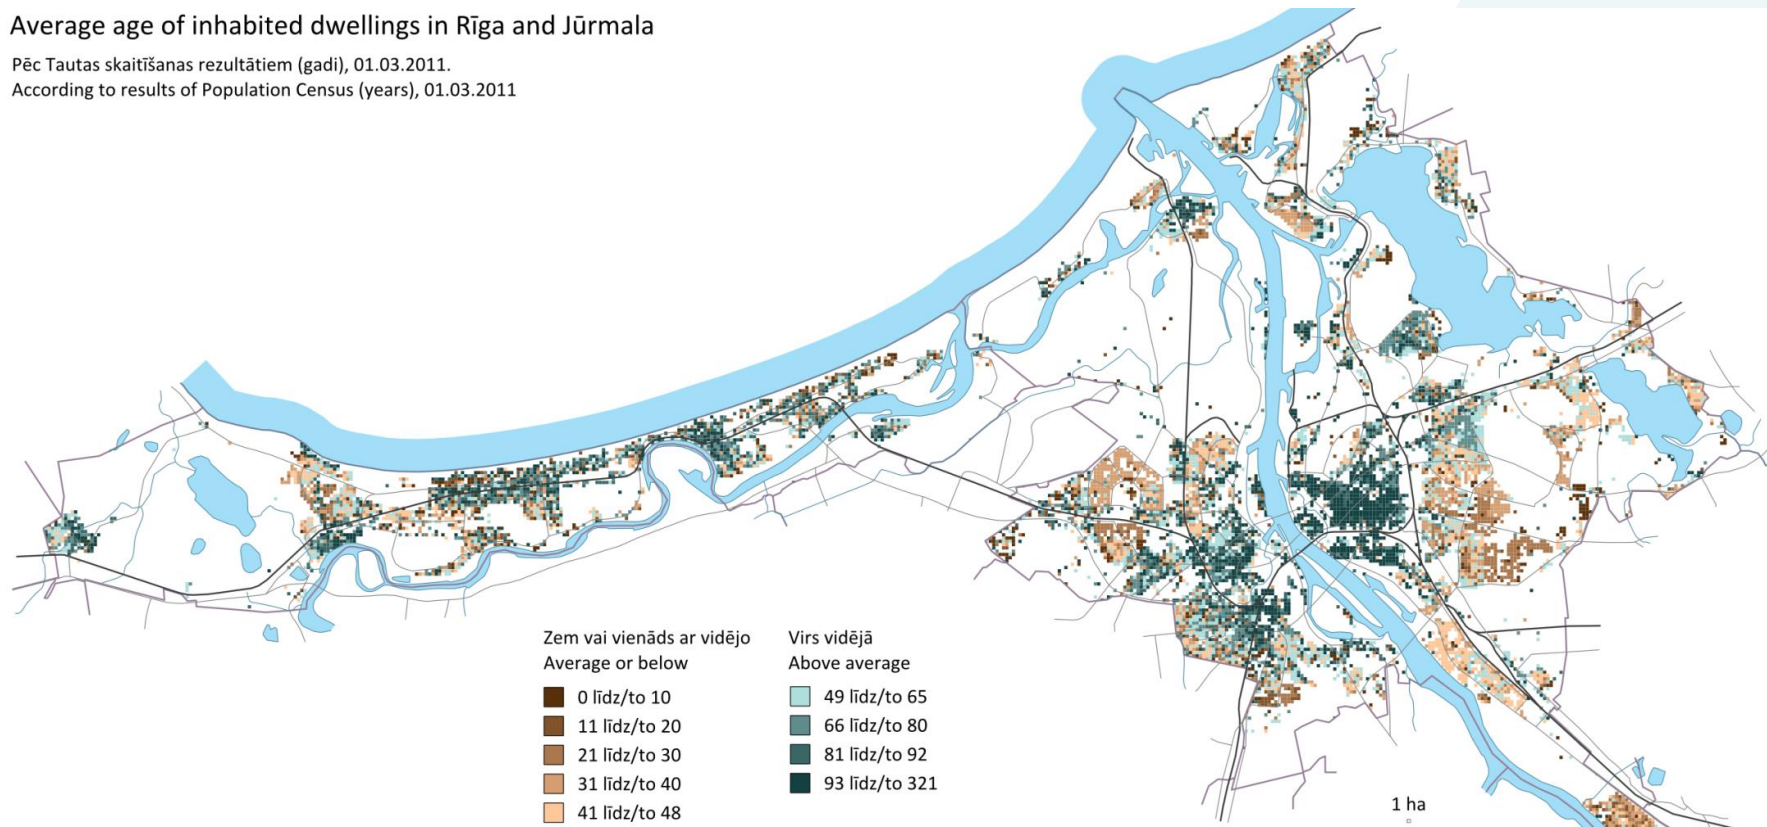 Average age of inhabited dwellings in Rīga and Jūrmala
Pēc Tautas skaitīšanas rezultātiem (gadi), 01.03.2011.
According to results of Population Census (years), 01.03.2011
Zem vai vienāds ar vidējo
Average or below
0 līdz/to 10
11 līdz/to 20
21 līdz/to 30
31 līdz/to 40
41 līdz/to 48
Virs vidējā
Above average
49 līdz/to 65
66 līdz/to 80
81 līdz/to 92
93 līdz/to 321
1 ha